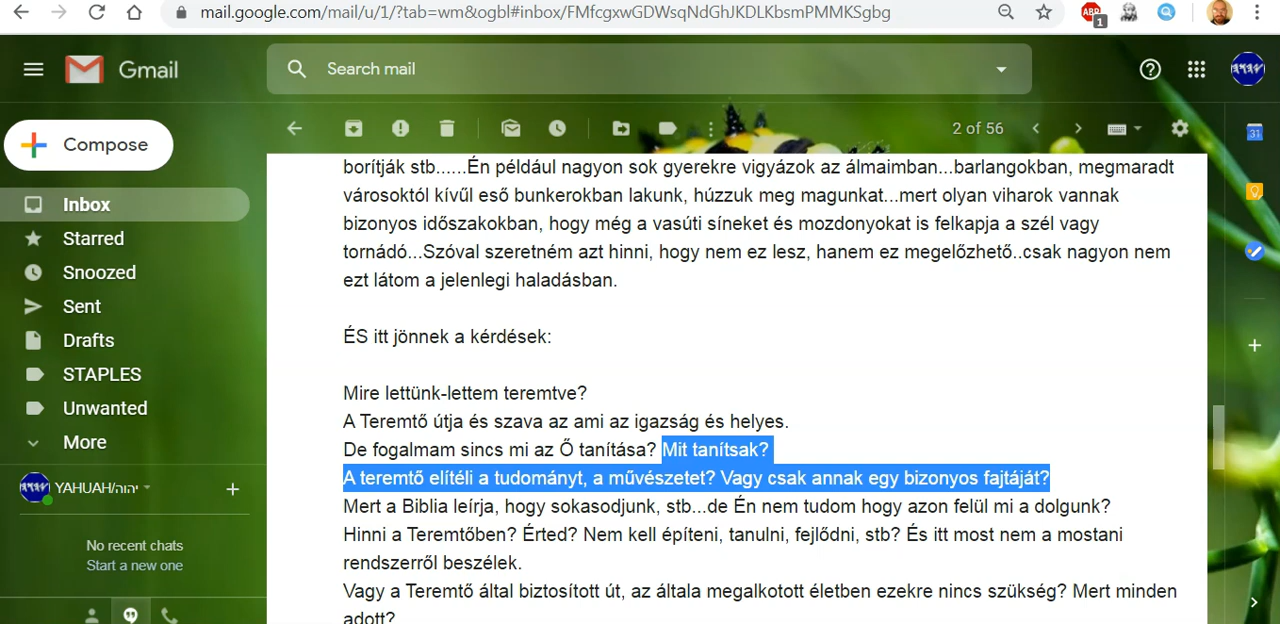 mail.google.com/mail/u/1/?tab=wm&ogbl#inbox/FMfcgxwGDWsqNdGhJKDLKbsmPMMKSgbg
ABP
1
Gmail
Search mail
Compose
2 of 56
31
Inbox
Starred
Snoozed
Sent
Drafts
STAPLES
Unwanted
More
YAHUAH/יהוה
No recent chats
Start a new one
borítják stb......Én például nagyon sok gyerekre vigyázok az álmaimban...barlangokban, megmaradt
városoktól kívűl eső bunkerokban lakunk, húzzuk meg magunkat...mert olyan viharok vannak
bizonyos időszakokban, hogy még a vasúti síneket és mozdonyokat is felkapja a szél vagy
tornádó...Szóval szeretném azt hinni, hogy nem ez lesz, hanem ez megelőzhető..csak nagyon nem
ezt látom a jelenlegi haladásban.
ÉS itt jönnek a kérdések:
Mire lettünk-lettem teremtve?
A Teremtő útja és szava az ami az igazság és helyes.
De fogalmam sincs mi az Ő tanítása? Mit tanítsak?
A teremtő elítéli a tudományt, a művészetet? Vagy csak annak egy bizonyos fajtáját?
Mert a Biblia leírja, hogy sokasodjunk, stb...de Én nem tudom hogy azon felül mi a dolgunk?
Hinni a Teremtőben? Érted? Nem kell építeni, tanulni, fejlődni, stb? És itt most nem a mostani
rendszerről beszélek.
Vagy a Teremtő által biztosított út, az általa megalkotott életben ezekre nincs szükség? Mert minden
adott?